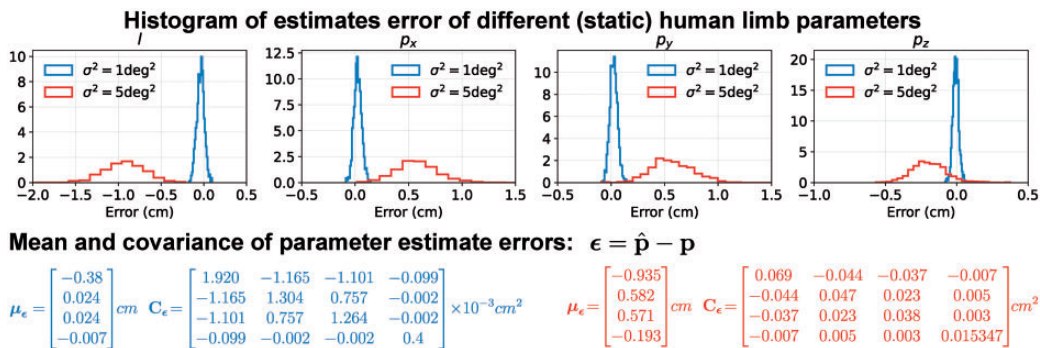 Histogram of estimates error of different (static) human limb parameters
l
p_x
p_y
p_z
10
8
6
4
2
0
σ² = 1deg²
σ² = 5deg²
−2.0 −1.5 −1.0 −0.5 0.0
Error (cm)
12.5
10.0
7.5
5.0
2.5
0.0
σ² = 1deg²
σ² = 5deg²
−0.5 0.0 0.5 1.0 1.5
Error (cm)
10
8
6
4
2
0
σ² = 1deg²
σ² = 5deg²
−0.5 0.0 0.5 1.0 1.5
Error (cm)
20
15
10
5
0
σ² = 1deg²
σ² = 5deg²
−1.0 −0.5 0.0 0.5
Error (cm)
Mean and covariance of parameter estimate errors: ϵ = p̂ − p
μ_ϵ = [−0.38 0.024 0.024 −0.007] cm
C_ϵ = [1.920 −1.165 −1.101 −0.099
−1.165 1.304 0.757 −0.002
−1.101 0.757 1.264 −0.002
−0.099 −0.002 −0.002 0.4] ×10⁻³cm²
μ_ϵ = [−0.935 0.582 0.571 −0.193] cm
C_ϵ = [0.069 −0.044 −0.037 −0.007
−0.044 0.047 0.023 0.005
−0.037 0.023 0.038 0.003
−0.007 0.005 0.003 0.015347] cm²